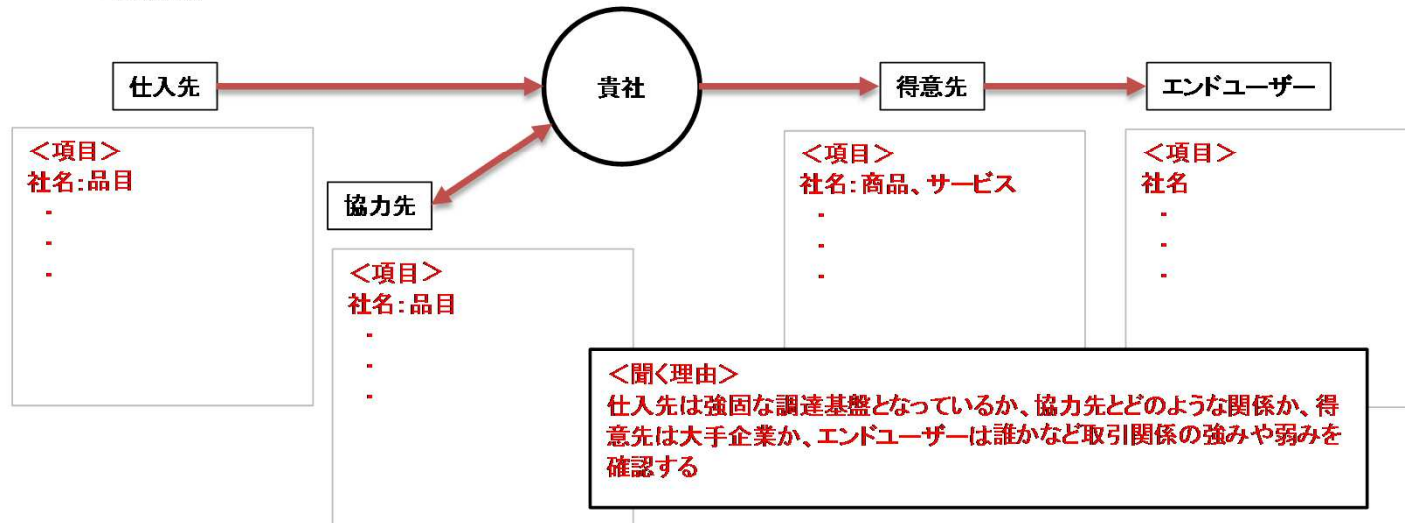 仕入先
貴社
得意先
エンドユーザー
協力先
＜項目＞
社名：品目
-
-
-
＜項目＞
社名：品目
-
-
-
＜項目＞
社名：商品、サービス
-
-
-
＜項目＞
社名
-
-
-
＜聞く理由＞
仕入先は強固な調達基盤となっているか、協力先とどのような関係か、得
意先は大手企業か、エンドユーザーは誰かなど取引関係の強みや弱みを
確認する